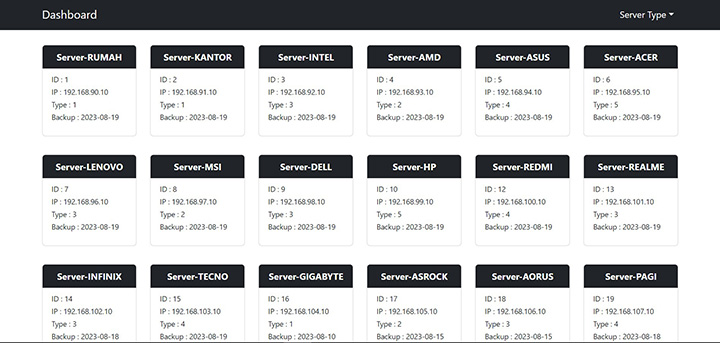 Dashboard
Server Type
Server-RUMAH
ID : 1
IP : 192.168.90.10
Type : 1
Backup : 2023-08-19
Server-KANTOR
ID : 2
IP : 192.168.91.10
Type : 1
Backup : 2023-08-19
Server-INTEL
ID : 3
IP : 192.168.92.10
Type : 3
Backup : 2023-08-19
Server-AMD
ID : 4
IP : 192.168.93.10
Type : 2
Backup : 2023-08-19
Server-ASUS
ID : 5
IP : 192.168.94.10
Type : 4
Backup : 2023-08-19
Server-ACER
ID : 6
IP : 192.168.95.10
Type : 5
Backup : 2023-08-19
Server-LENOVO
ID : 7
IP : 192.168.96.10
Type : 3
Backup : 2023-08-19
Server-MSI
ID : 8
IP : 192.168.97.10
Type : 2
Backup : 2023-08-19
Server-DELL
ID : 9
IP : 192.168.98.10
Type : 3
Backup : 2023-08-19
Server-HP
ID : 10
IP : 192.168.99.10
Type : 5
Backup : 2023-08-19
Server-REDMI
ID : 12
IP : 192.168.100.10
Type : 4
Backup : 2023-08-19
Server-REALME
ID : 13
IP : 192.168.101.10
Type : 3
Backup : 2023-08-19
Server-INFINIX
ID : 14
IP : 192.168.102.10
Type : 3
Backup : 2023-08-18
Server-TECNO
ID : 15
IP : 192.168.103.10
Type : 4
Backup : 2023-08-19
Server-GIGABYTE
ID : 16
IP : 192.168.104.10
Type : 1
Backup : 2023-08-10
Server-ASROCK
ID : 17
IP : 192.168.105.10
Type : 2
Backup : 2023-08-15
Server-AORUS
ID : 18
IP : 192.168.106.10
Type : 3
Backup : 2023-08-15
Server-PAGI
ID : 19
IP : 192.168.107.10
Type : 4
Backup : 2023-08-18